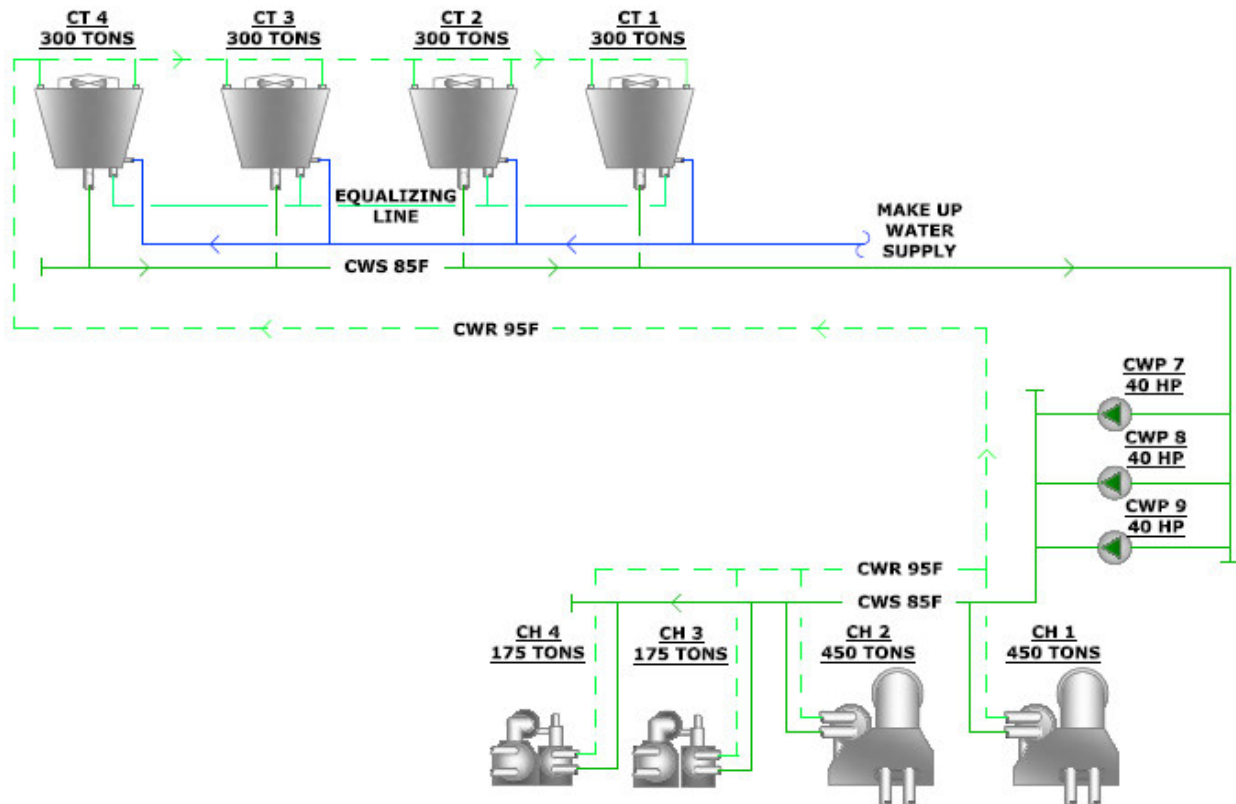 CT 4
300 TONS
CT 3
300 TONS
CT 2
300 TONS
CT 1
300 TONS
EQUALIZING
LINE
MAKE UP
WATER
SUPPLY
CWS 85F
CWR 95F
CWP 7
40 HP
CWP 8
40 HP
CWP 9
40 HP
CWR 95F
CWS 85F
CH 4
175 TONS
CH 3
175 TONS
CH 2
450 TONS
CH 1
450 TONS